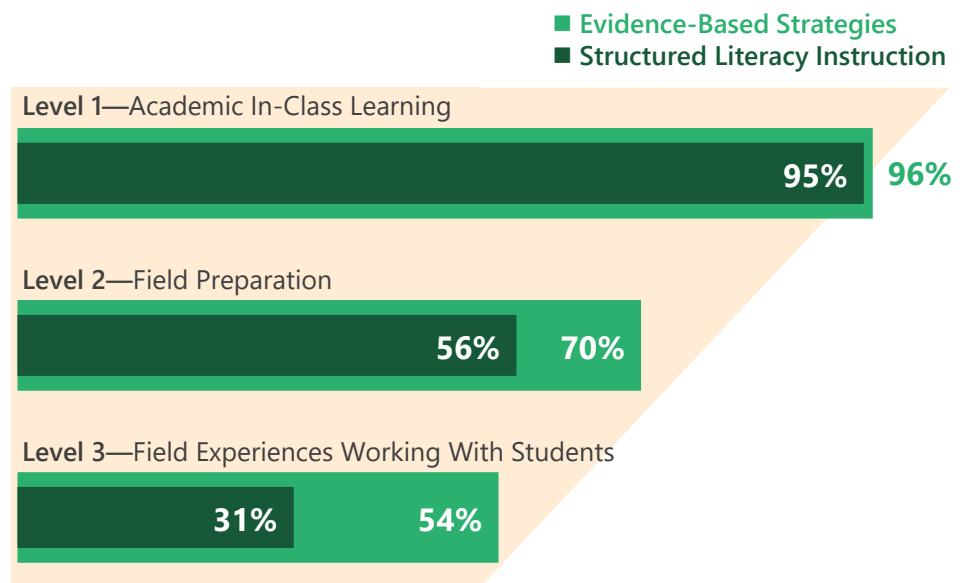 Evidence-Based Strategies
Structured Literacy Instruction
Level 1—Academic In-Class Learning
95% 96%
Level 2—Field Preparation
56% 70%
Level 3—Field Experiences Working With Students
31% 54%